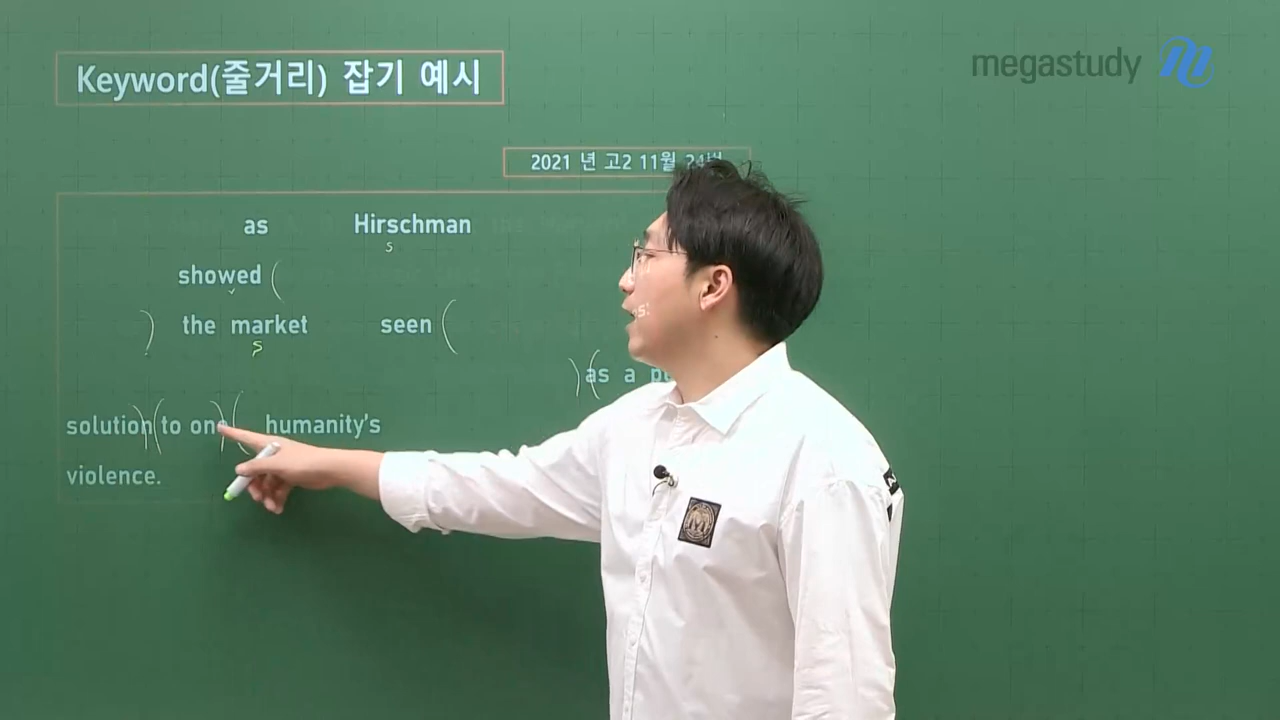 Keyword(줄거리) 잡기 예시
megastudy
2021 년 고2 11월
as Hirschman
s
showed (
) the market seen (
s
) ( as a
solution ) ( to one ) ( humanity's
violence.